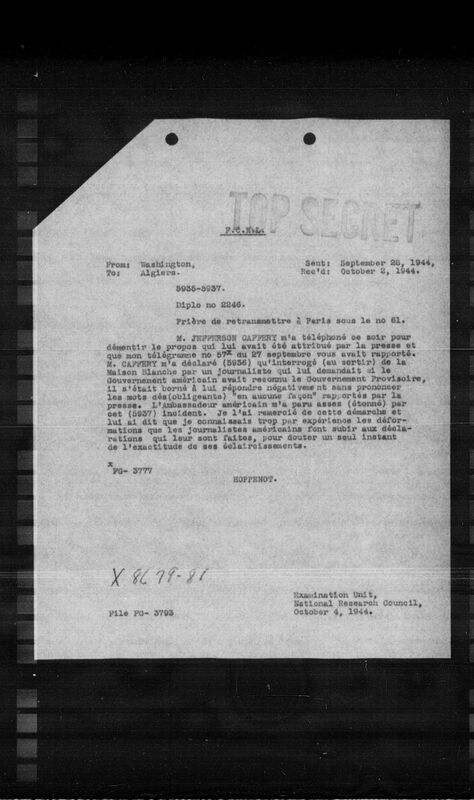 TOP SECRET
F.C.N.L.
From: Washington, Sent: September 28, 1944,
To: Algiers. Rec'd: October 2, 1944.
5935-5937.
Diplo no 2246.
Prière de retransmettre à Paris sous le no 61.
M. JEFFERSON CAFFERY m'a téléphoné ce soir pour
démentir le propos qui lui avait été attribué par la presse et
que mon télégramme no 57x du 27 septembre vous avait rapporté.
M. CAFFERY m'a déclaré (5936) qu'interrogé (au sortir) de la
Maison Blanche par un journaliste qui lui demandait si le
Gouvernement américain avait reconnu le Gouvernement Provisoire,
il s'était borné à lui répondre négativement sans prononcer
les mots dés(obligeants) "en aucune façon" rapportés par la
presse. L'Ambassadeur américain m'a paru assez (étonné) par
cet (5937) incident. Je l'ai remercié de cette démarche et
lui ai dit que je connaissais trop par expérience les défor-
mations que les journalistes américains font subir aux décla-
rations qui leur sont faites, pour douter un seul instant
de l'exactitude de ses éclaircissements.
x
FG- 3777
HOPPENOT.
X 8679-81
Examination Unit,
National Research Council,
File FG- 3793 October 4, 1944.